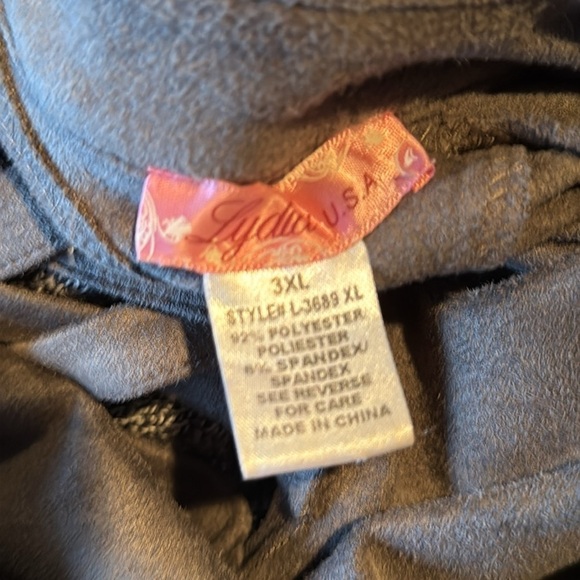 Lydia U.S.A
3XL
STYLE# L-3689 XL
92% POLYESTER
POLIESTER
8% SPANDEX/
SPANDEX
SEE REVERSE
FOR CARE
MADE IN CHINA